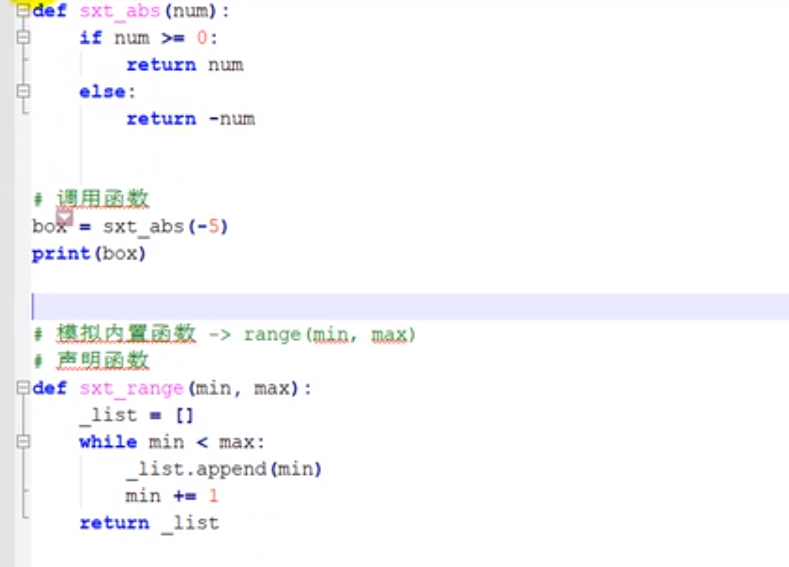 def sxt_abs(num):
    if num >= 0:
        return num
    else:
        return -num
# 调用函数
box = sxt_abs(-5)
print(box)
# 模拟内置函数 -> range(min, max)
# 声明函数
def sxt_range(min, max):
    _list = []
    while min < max:
        _list.append(min)
        min += 1
    return _list